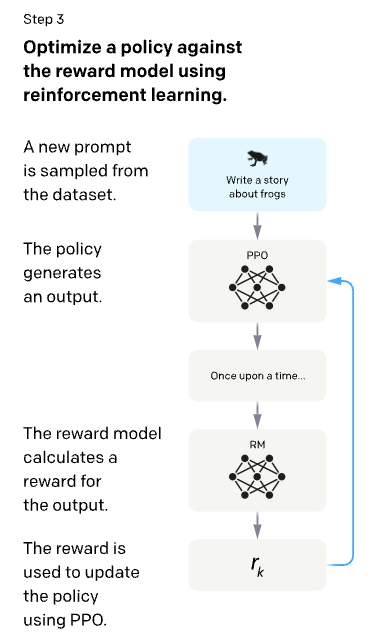 Step 3
Optimize a policy against
the reward model using
reinforcement learning.
A new prompt
is sampled from
the dataset.
Write a story
about frogs
The policy
generates
an output.
PPO
Once upon a time...
The reward model
calculates a
reward for
the output.
RM
The reward is
used to update
the policy
using PPO.
rₖ